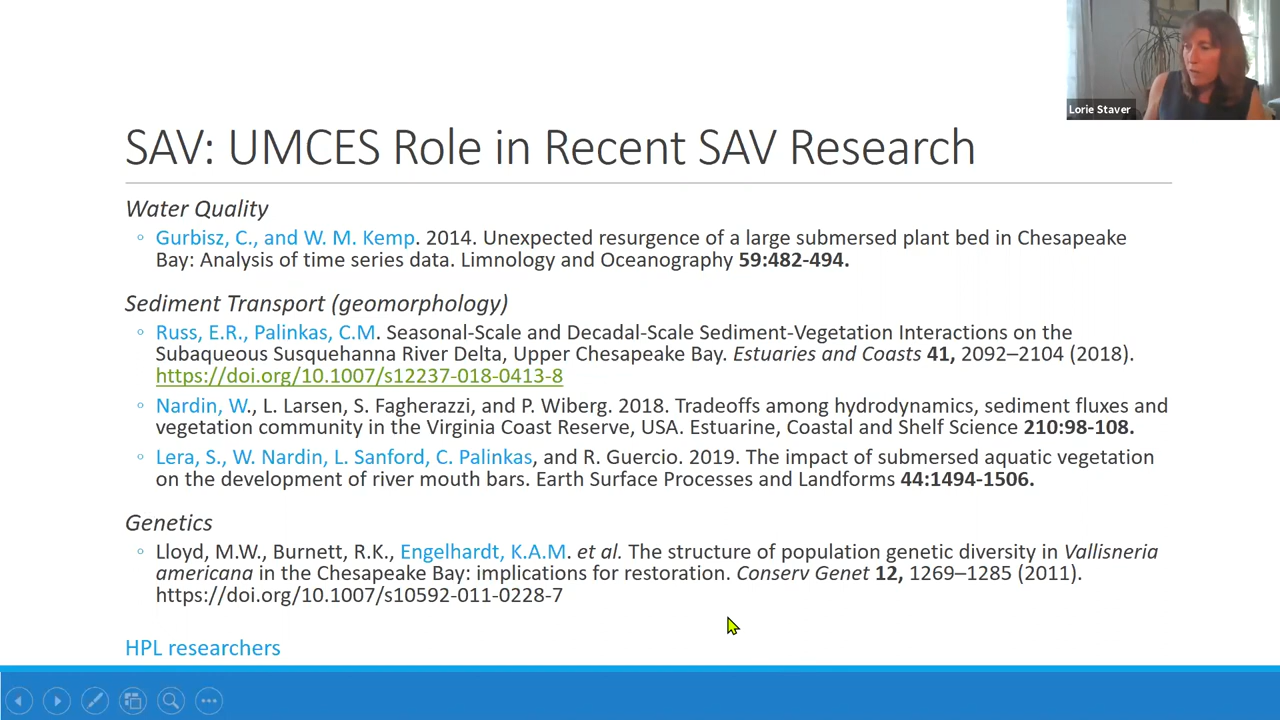 Lorie Staver
SAV: UMCES Role in Recent SAV Research
Water Quality
Gurbisz, C., and W. M. Kemp. 2014. Unexpected resurgence of a large submersed plant bed in Chesapeake
Bay: Analysis of time series data. Limnology and Oceanography 59:482-494.
Sediment Transport (geomorphology)
Russ, E.R., Palinkas, C.M. Seasonal-Scale and Decadal-Scale Sediment-Vegetation Interactions on the
Subaqueous Susquehanna River Delta, Upper Chesapeake Bay. Estuaries and Coasts 41, 2092–2104 (2018).
https://doi.org/10.1007/s12237-018-0413-8
Nardin, W., L. Larsen, S. Fagherazzi, and P. Wiberg. 2018. Tradeoffs among hydrodynamics, sediment fluxes and
vegetation community in the Virginia Coast Reserve, USA. Estuarine, Coastal and Shelf Science 210:98-108.
Lera, S., W. Nardin, L. Sanford, C. Palinkas, and R. Guercio. 2019. The impact of submersed aquatic vegetation
on the development of river mouth bars. Earth Surface Processes and Landforms 44:1494-1506.
Genetics
Lloyd, M.W., Burnett, R.K., Engelhardt, K.A.M. et al. The structure of population genetic diversity in Vallisneria
americana in the Chesapeake Bay: implications for restoration. Conserv Genet 12, 1269–1285 (2011).
https://doi.org/10.1007/s10592-011-0228-7
HPL researchers